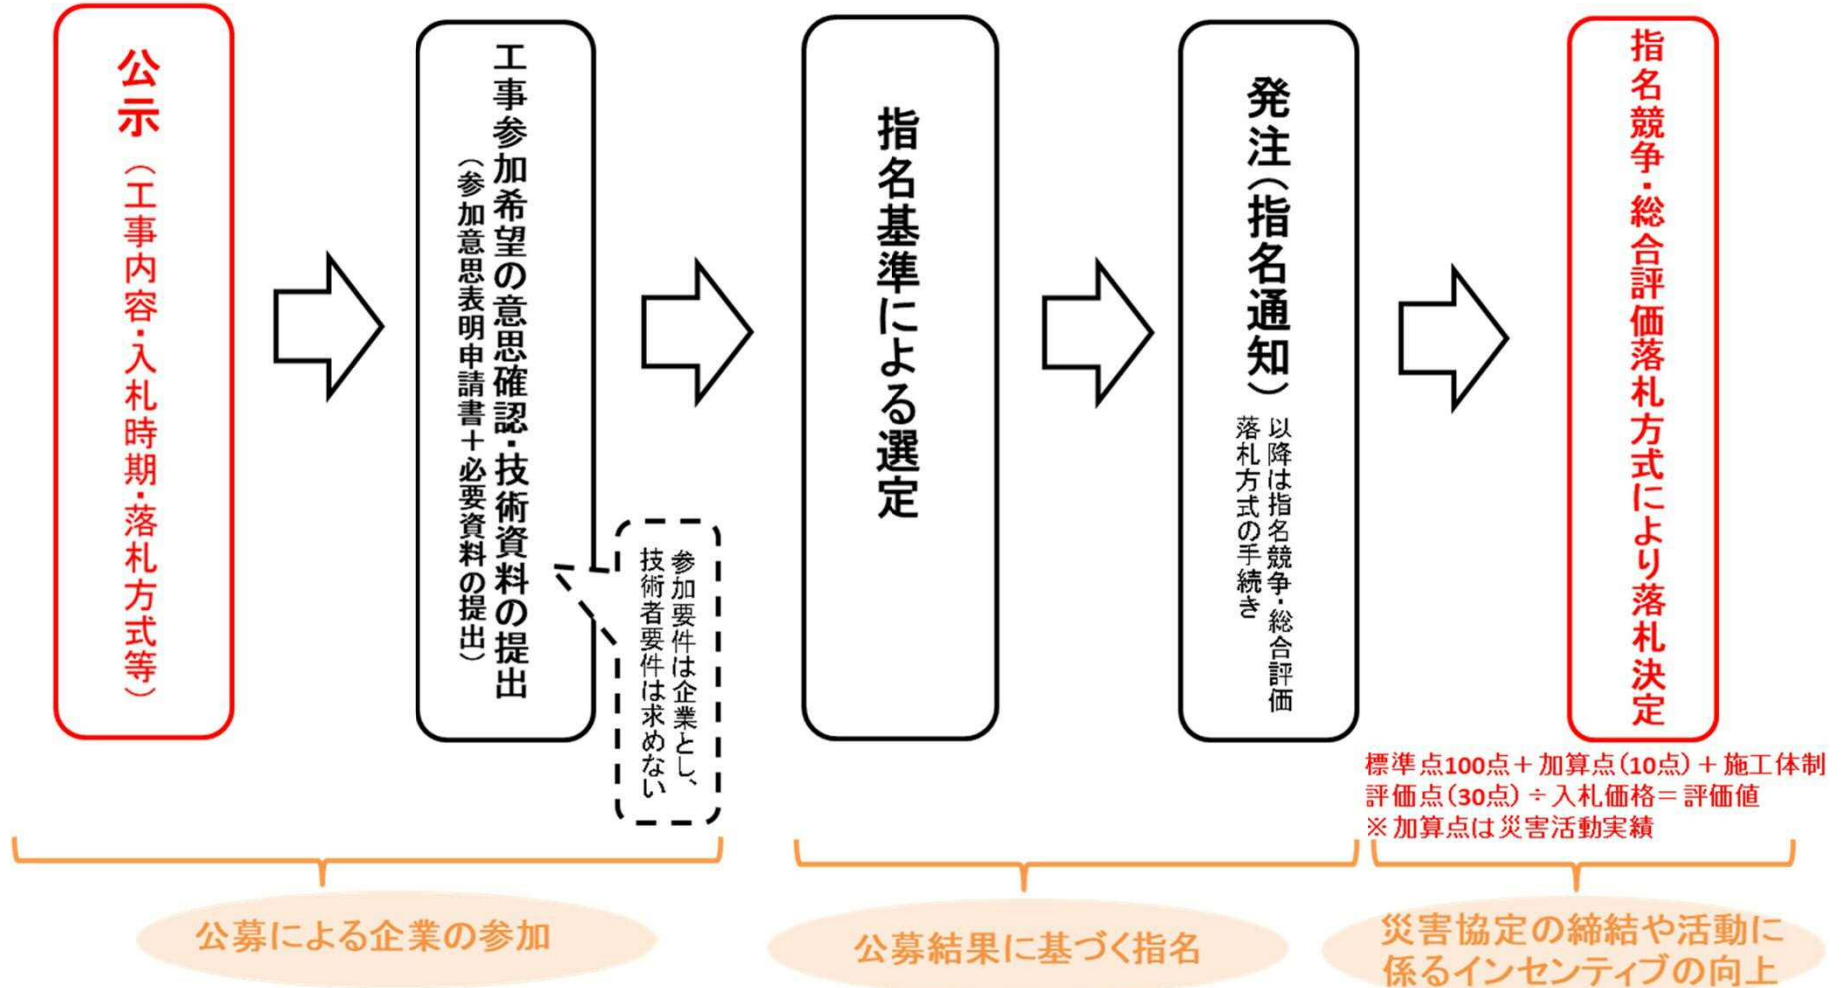 公示（工事内容・入札時期・落札方式等）
工事参加希望の意思確認・技術資料の提出
（参加意思表明申請書＋必要資料の提出）
参加要件は企業とし、
技術者要件は求めない
指名基準による選定
発注（指名通知）
以降は指名競争・総合評価
落札方式の手続き
指名競争・総合評価落札方式により落札決定
標準点100点＋加算点（10点）＋施工体制
評価点（30点）÷入札価格＝評価値
※加算点は災害活動実績
公募による企業の参加
公募結果に基づく指名
災害協定の締結や活動に
係るインセンティブの向上